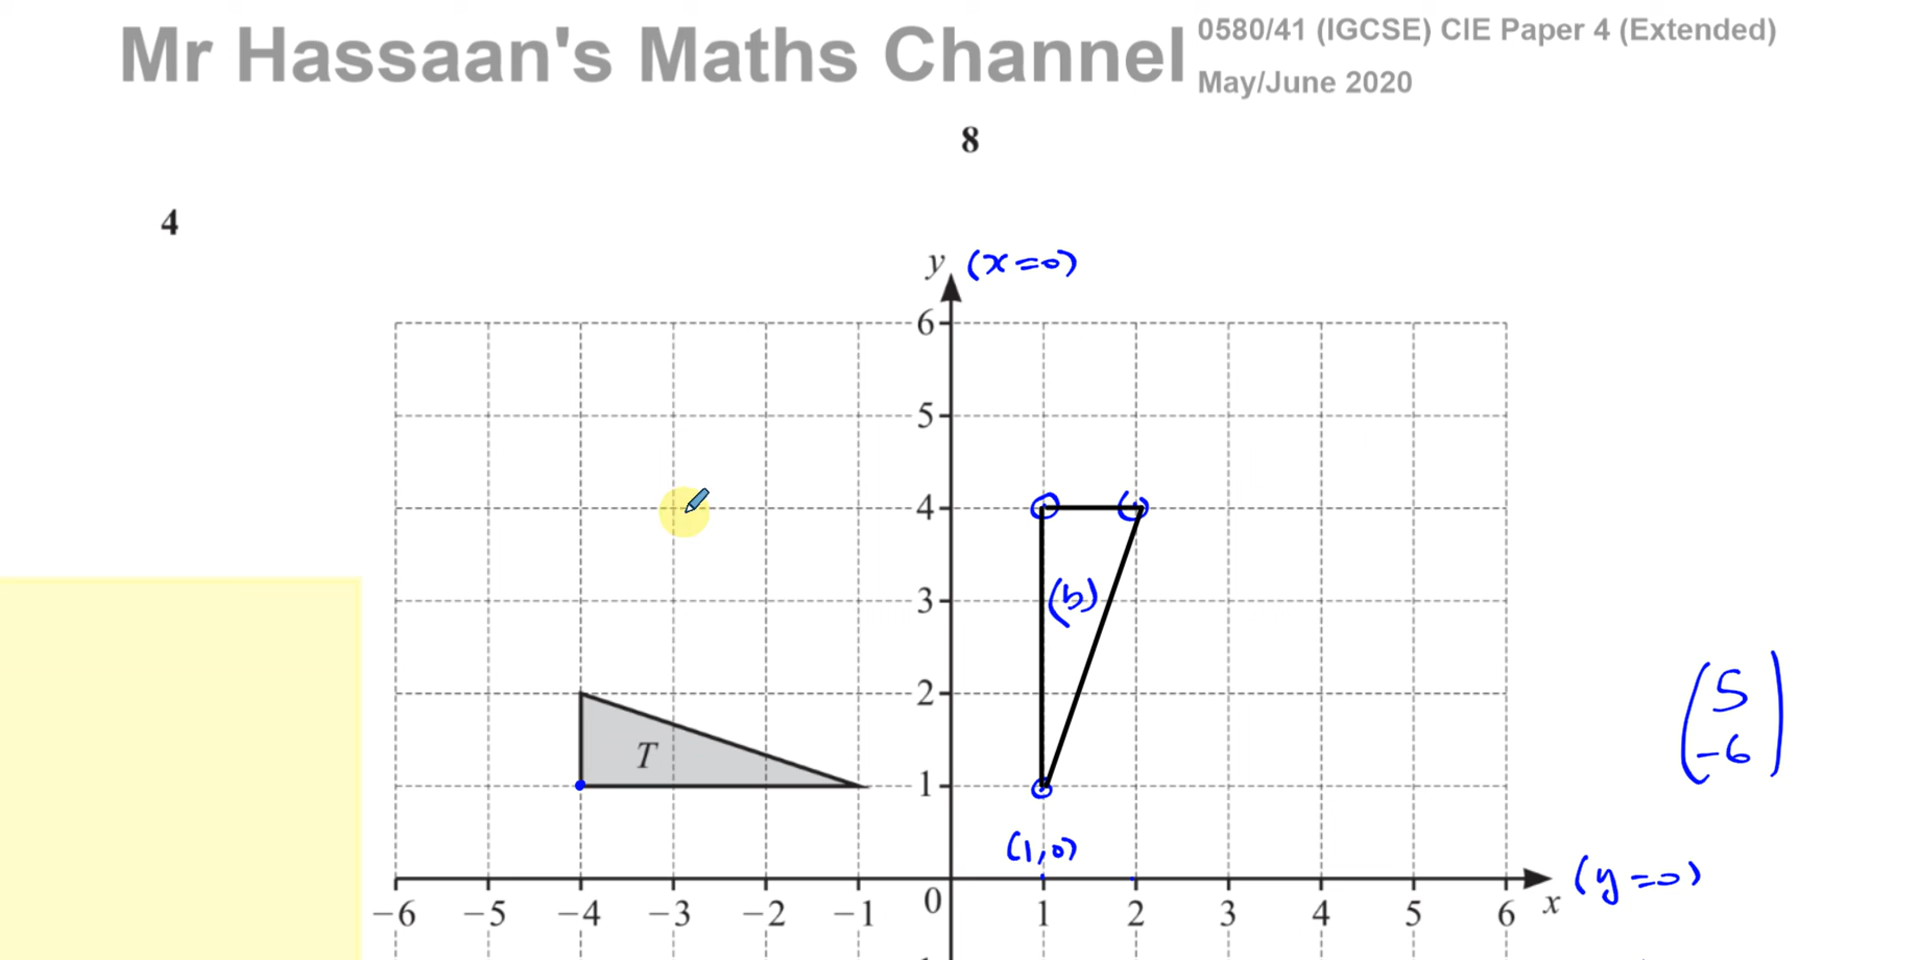 Mr Hassaan's Maths Channel
0580/41 (IGCSE) CIE Paper 4 (Extended)
May/June 2020
8
4
y (x=0)
6
5
4
3
(b)
2
T
1
(5
-6)
(1,0)
(y=0)
−6 −5 −4 −3 −2 −1 0 1 2 3 4 5 6 x